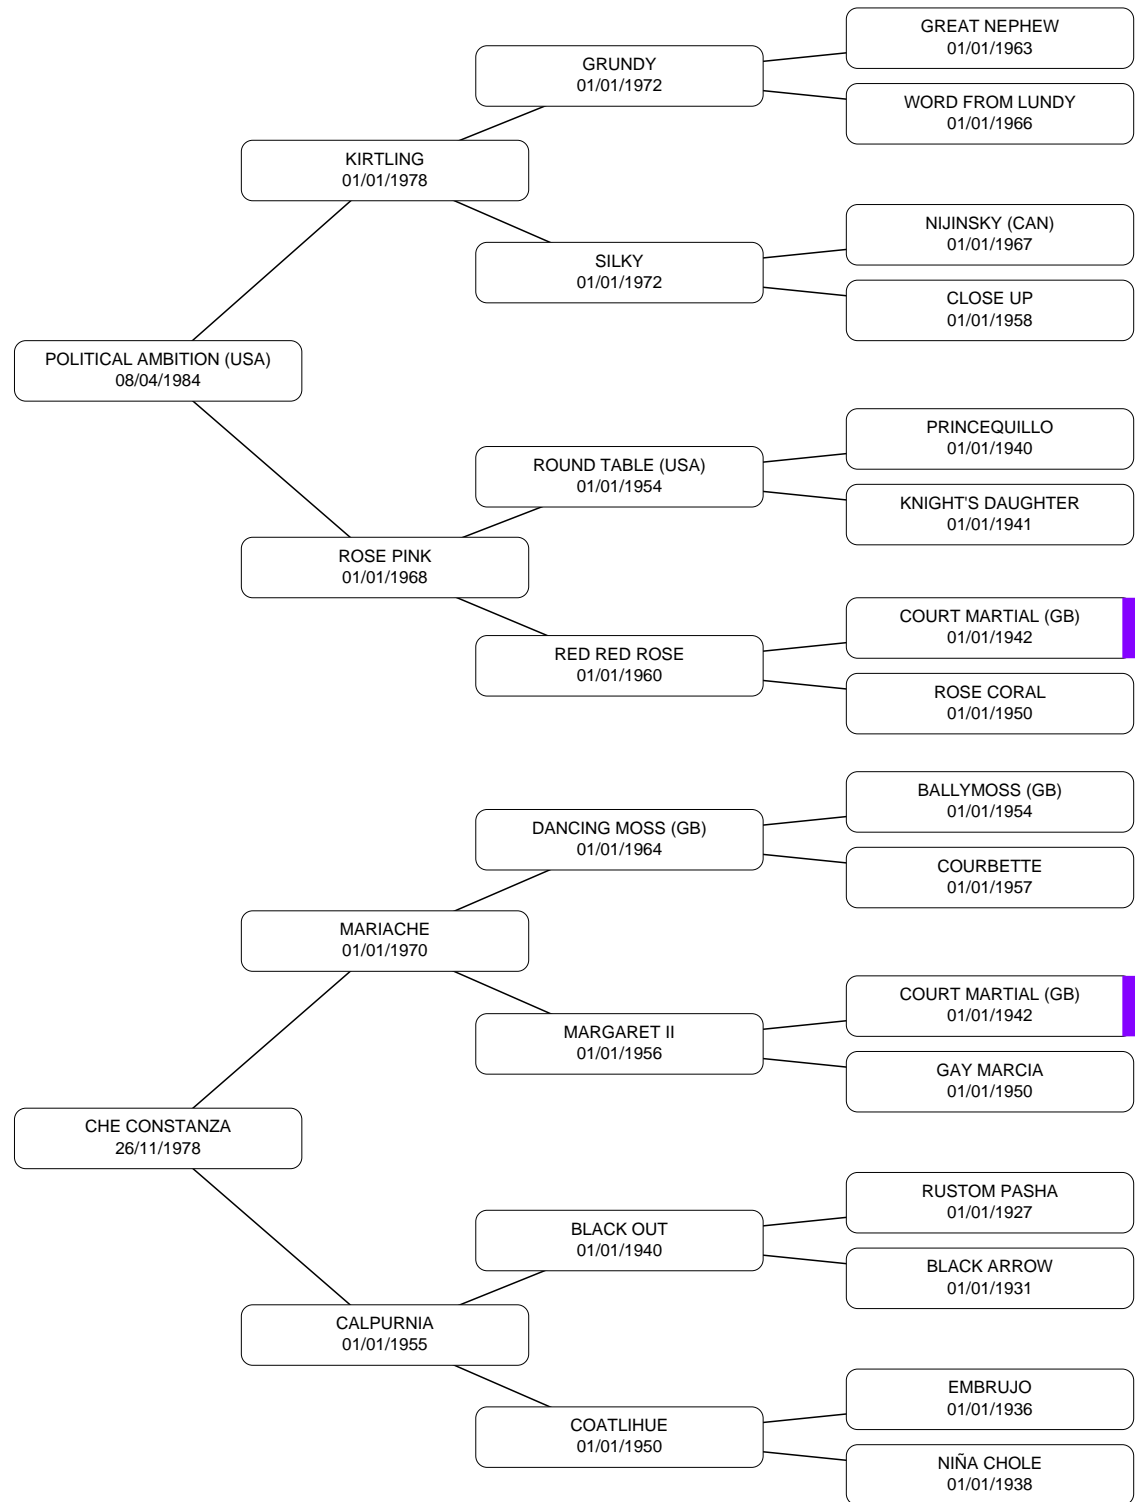 GREAT NEPHEW
01/01/1963
GRUNDY
01/01/1972
WORD FROM LUNDY
01/01/1966
KIRTLING
01/01/1978
NIJINSKY (CAN)
01/01/1967
SILKY
01/01/1972
CLOSE UP
01/01/1958
POLITICAL AMBITION (USA)
08/04/1984
PRINCEQUILLO
01/01/1940
ROUND TABLE (USA)
01/01/1954
KNIGHT'S DAUGHTER
01/01/1941
ROSE PINK
01/01/1968
COURT MARTIAL (GB)
01/01/1942
RED RED ROSE
01/01/1960
ROSE CORAL
01/01/1950
BALLYMOSS (GB)
01/01/1954
DANCING MOSS (GB)
01/01/1964
COURBETTE
01/01/1957
MARIACHE
01/01/1970
COURT MARTIAL (GB)
01/01/1942
MARGARET II
01/01/1956
GAY MARCIA
01/01/1950
CHE CONSTANZA
26/11/1978
RUSTOM PASHA
01/01/1927
BLACK OUT
01/01/1940
BLACK ARROW
01/01/1931
CALPURNIA
01/01/1955
EMBRUJO
01/01/1936
COATLIHUE
01/01/1950
NIÑA CHOLE
01/01/1938